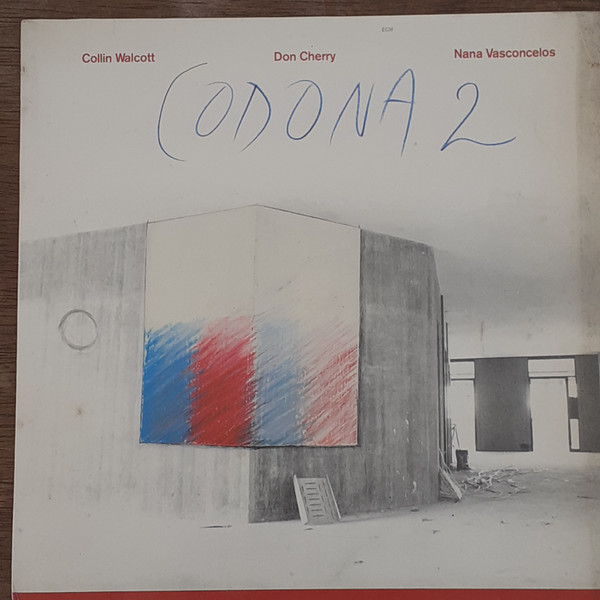 ECM
Collin Walcott Don Cherry Nana Vasconcelos
CODONA 2